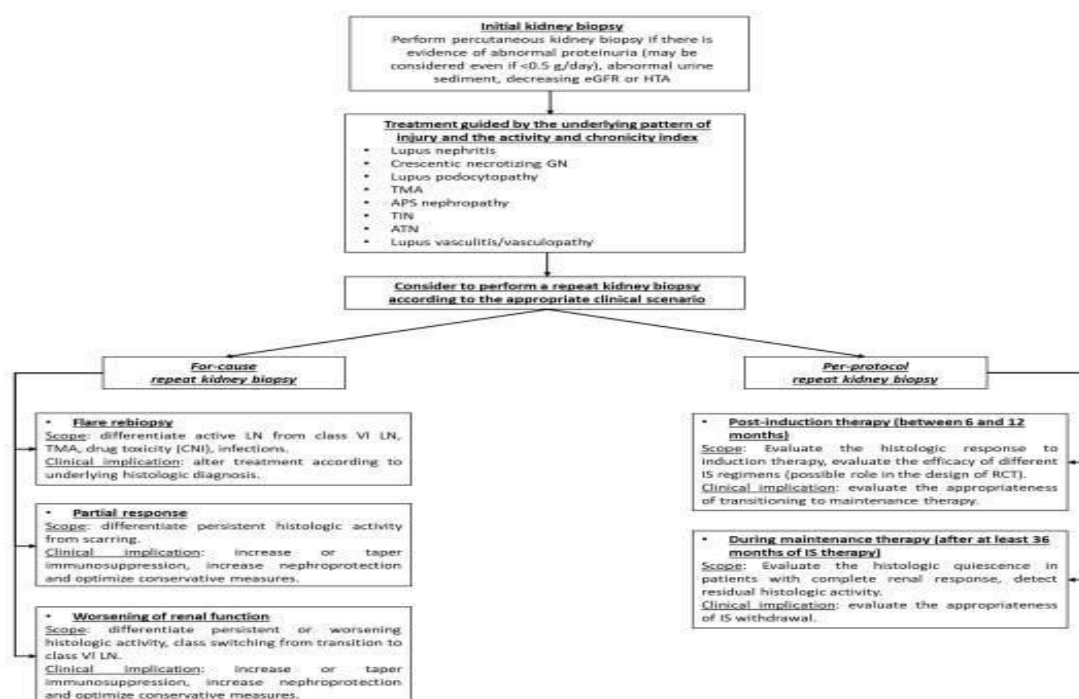 Initial kidney biopsy
Perform percutaneous kidney biopsy if there is
evidence of abnormal proteinuria (may be
considered even if <0.5 g/day), abnormal urine
sediment, decreasing eGFR or HTA
Treatment guided by the underlying pattern of
injury and the activity and chronicity index
• Lupus nephritis
• Crescentic necrotizing GN
• Lupus podocytopathy
• TMA
• APS nephropathy
• TIN
• ATN
• Lupus vasculitis/vasculopathy
Consider to perform a repeat kidney biopsy
according to the appropriate clinical scenario
For-cause
repeat kidney biopsy
• Flare rebiopsy
Scope: differentiate active LN from class VI LN,
TMA, drug toxicity (CNI), infections.
Clinical implication: alter treatment according to
underlying histologic diagnosis.
• Partial response
Scope: differentiate persistent histologic activity
from scarring.
Clinical implication: increase or taper
immunosuppression, increase nephroprotection
and optimize conservative measures.
• Worsening of renal function
Scope: differentiate persistent or worsening
histologic activity, class switching from transition to
class VI LN.
Clinical implication: increase or taper
immunosuppression, increase nephroprotection
and optimize conservative measures.
Per-protocol
repeat kidney biopsy
• Post-induction therapy (between 6 and 12
months)
Scope: Evaluate the histologic response to
induction therapy, evaluate the efficacy of different
IS regimens (possible role in the design of RCT).
Clinical implication: evaluate the appropriateness
of transitioning to maintenance therapy.
• During maintenance therapy (after at least 36
months of IS therapy)
Scope: Evaluate the histologic quiescence in
patients with complete renal response, detect
residual histologic activity.
Clinical implication: evaluate the appropriateness
of IS withdrawal.